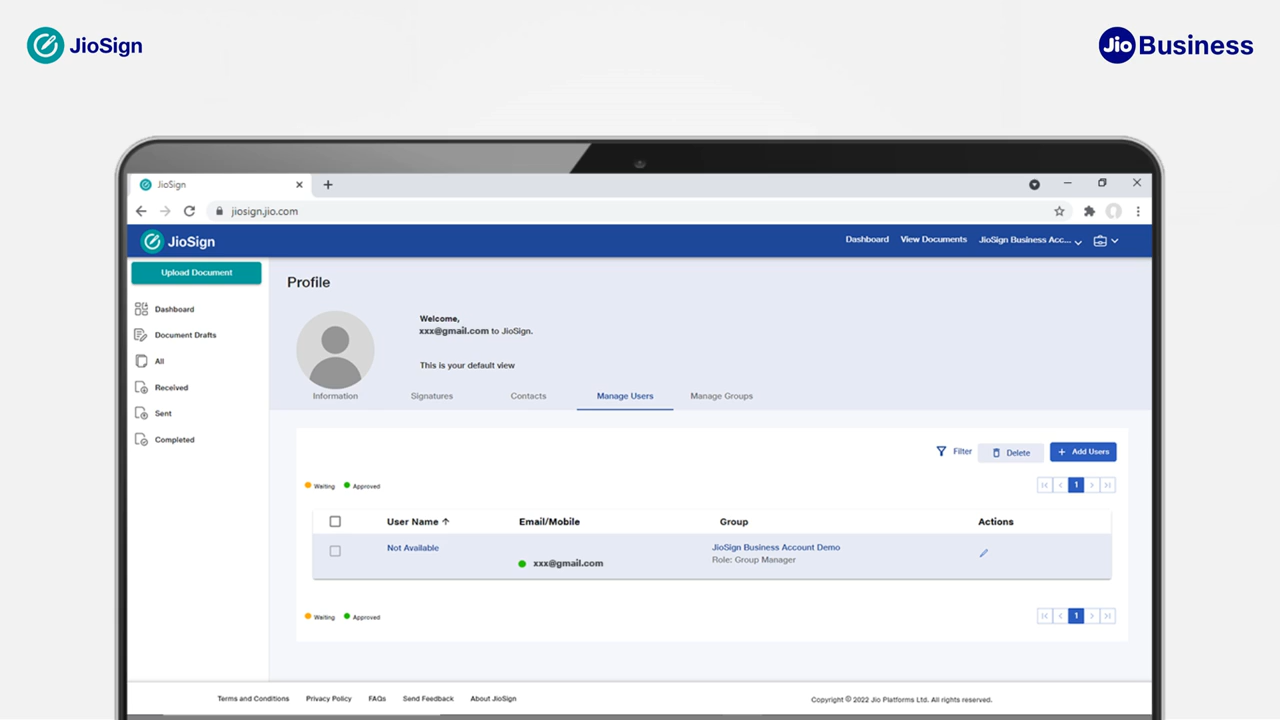 JioSign
Jio Business
JioSign
jiosign.jio.com
JioSign
Dashboard
View Documents
JioSign Business Acc...
Upload Document
Dashboard
Document Drafts
All
Received
Sent
Completed
Profile
Welcome,
xxx@gmail.com to JioSign.
This is your default view
Information
Signatures
Contacts
Manage Users
Manage Groups
Filter
Delete
+ Add Users
Waiting
Approved
1
User Name
Email/Mobile
Group
Actions
Not Available
xxx@gmail.com
JioSign Business Account Demo
Role: Group Manager
Waiting
Approved
1
Terms and Conditions
Privacy Policy
FAQs
Send Feedback
About JioSign
Copyright © 2022 Jio Platforms Ltd. All rights reserved.